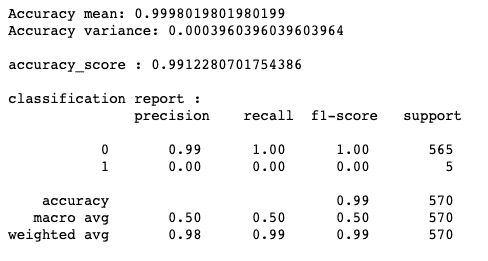 Accuracy mean: 0.9998019801980199
Accuracy variance: 0.0003960396039603964
accuracy_score : 0.9912280701754386
classification report :
precision recall f1-score support
0 0.99 1.00 1.00 565
1 0.00 0.00 0.00 5
accuracy 0.99 570
macro avg 0.50 0.50 0.50 570
weighted avg 0.98 0.99 0.99 570